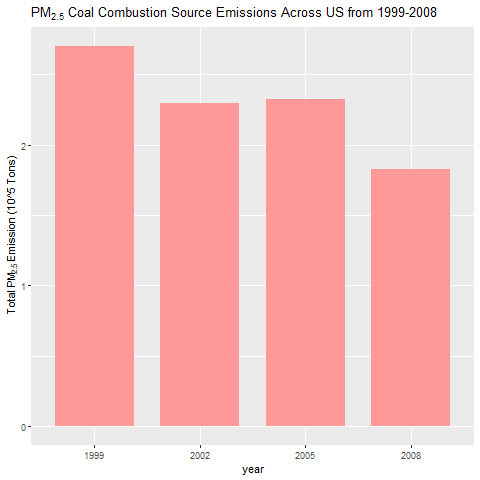 PM2.5 Coal Combustion Source Emissions Across US from 1999-2008
Total PM2.5 Emission (10^5 Tons)
2
1
0
1999 2002 2005 2008
year